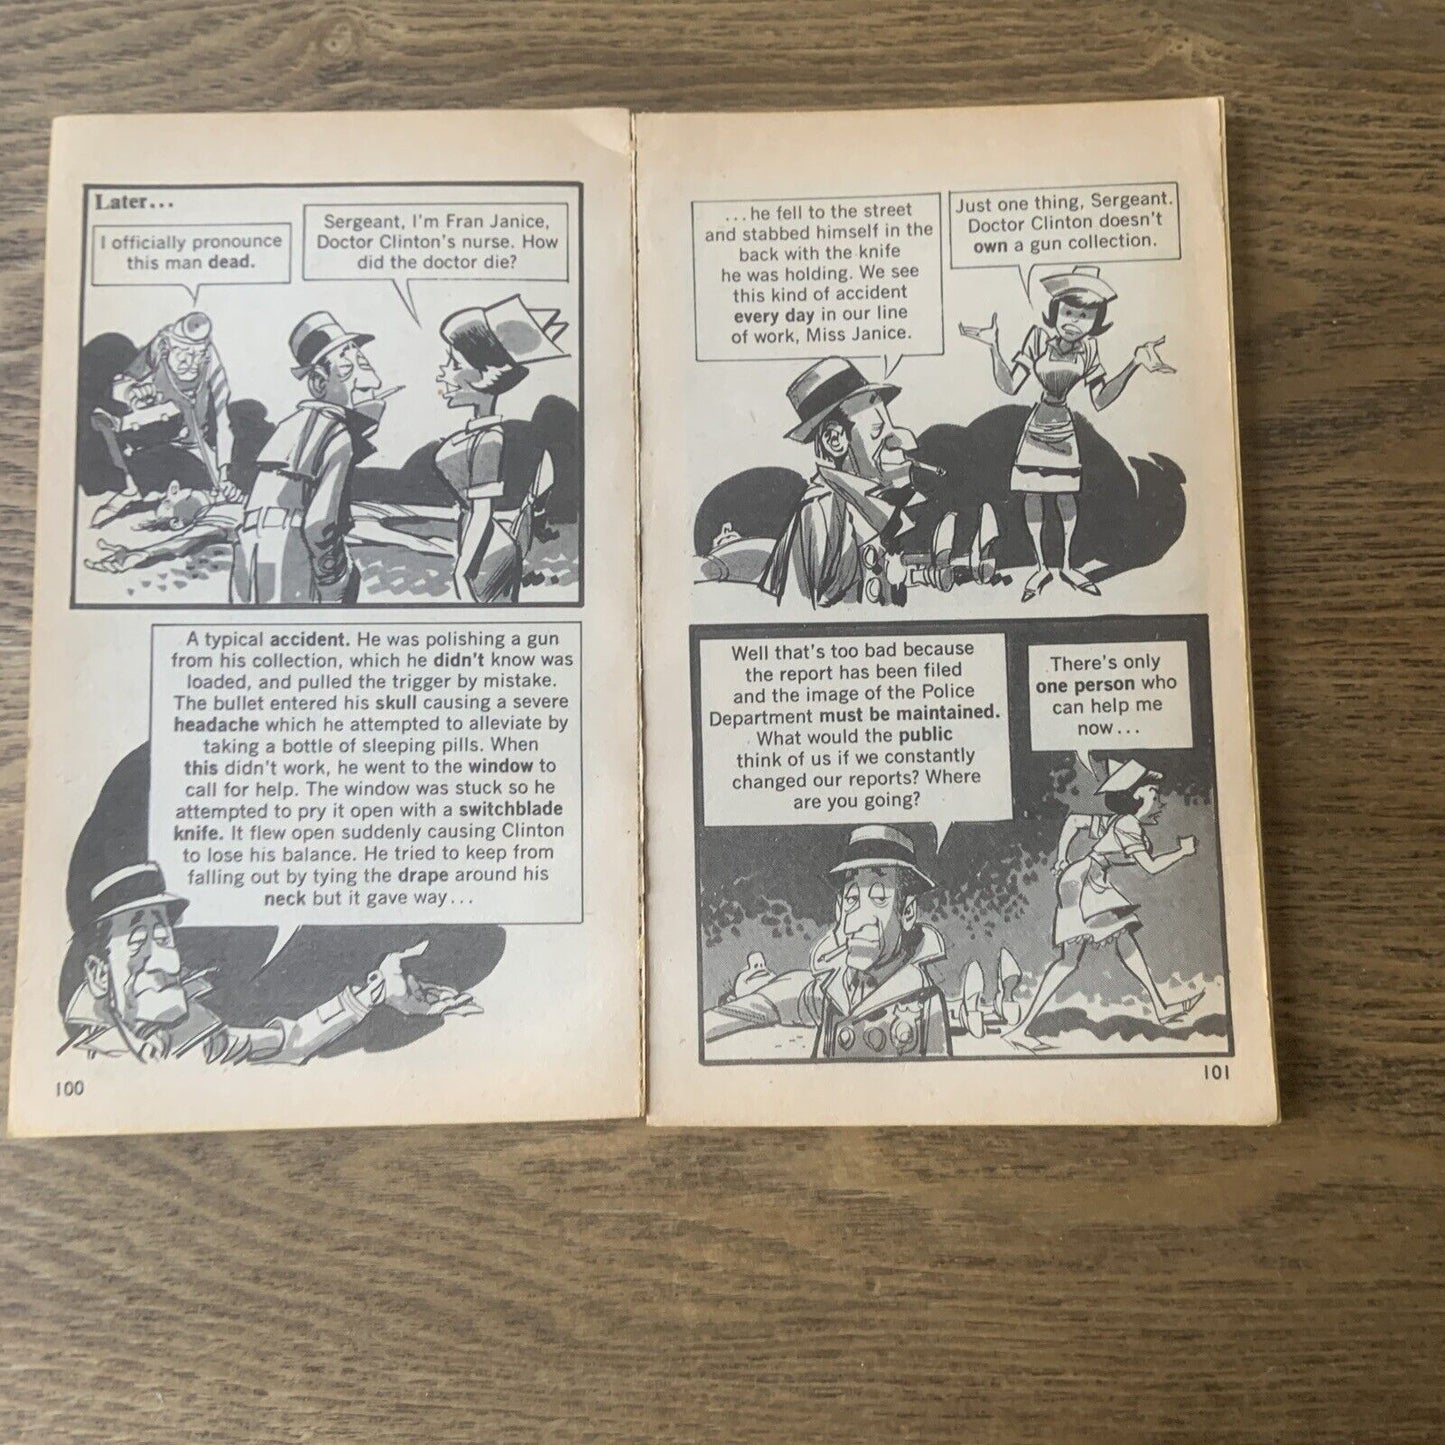 Later...
I officially pronounce
this man dead.
Sergeant, I'm Fran Janice,
Doctor Clinton's nurse. How
did the doctor die?
A typical accident. He was polishing a gun
from his collection, which he didn't know was
loaded, and pulled the trigger by mistake.
The bullet entered his skull causing a severe
headache which he attempted to alleviate by
taking a bottle of sleeping pills. When
this didn't work, he went to the window to
call for help. The window was stuck so he
attempted to pry it open with a switchblade
knife. It flew open suddenly causing Clinton
to lose his balance. He tried to keep from
falling out by tying the drape around his
neck but it gave way...
100
...he fell to the street
and stabbed himself in the
back with the knife
he was holding. We see
this kind of accident
every day in our line
of work, Miss Janice.
Just one thing, Sergeant.
Doctor Clinton doesn't
own a gun collection.
Well that's too bad because
the report has been filed
and the image of the Police
Department must be maintained.
What would the public
think of us if we constantly
changed our reports? Where
are you going?
There's only
one person who
can help me
now...
101